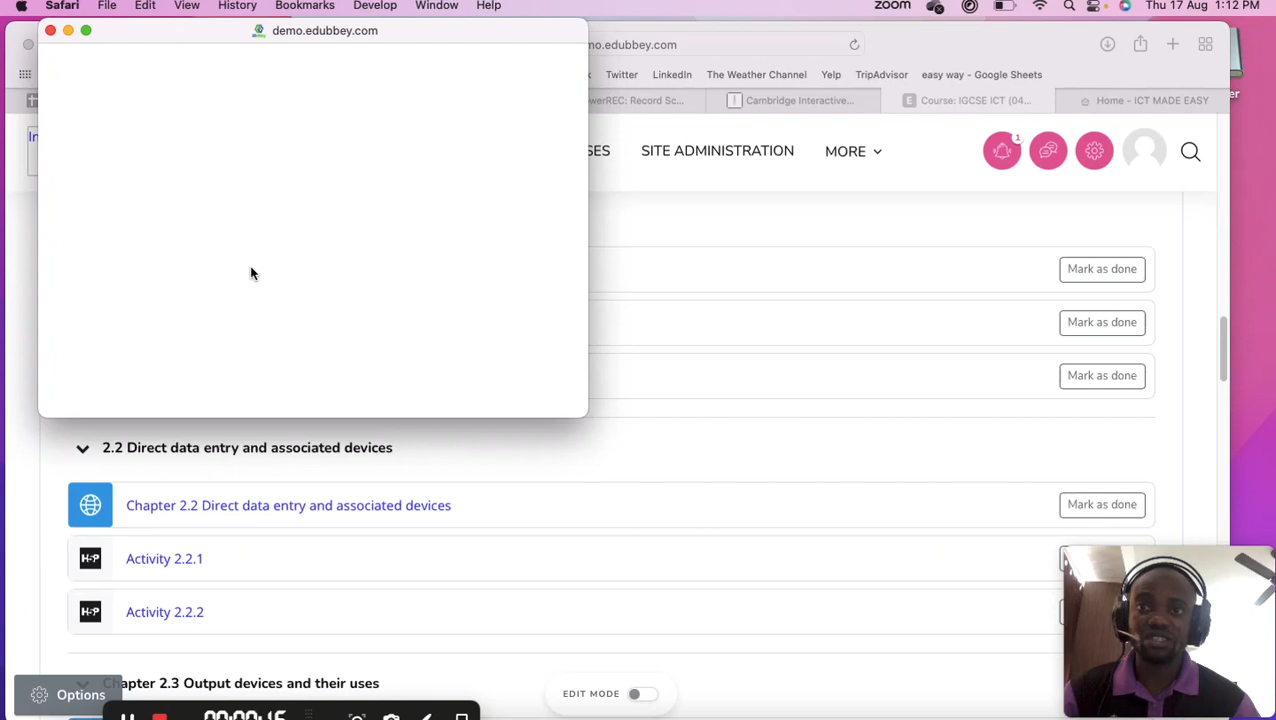 Safari File Edit View History Bookmarks Develop Window Help zoom Thu 17 Aug 1:12 PM
demo.edubbey.com
mo.edubbey.com
Twitter LinkedIn The Weather Channel Yelp TripAdvisor easy way - Google Sheets
werREC: Record Sc... Cambridge Interactive... E Course: IGCSE ICT (04... Home - ICT MADE EASY
In
SES SITE ADMINISTRATION MORE 1
Mark as done
Mark as done
Mark as done
2.2 Direct data entry and associated devices
Chapter 2.2 Direct data entry and associated devices Mark as done
H-P Activity 2.2.1
H-P Activity 2.2.2
Chapter 2.3 Output devices and their uses
Options EDIT MODE